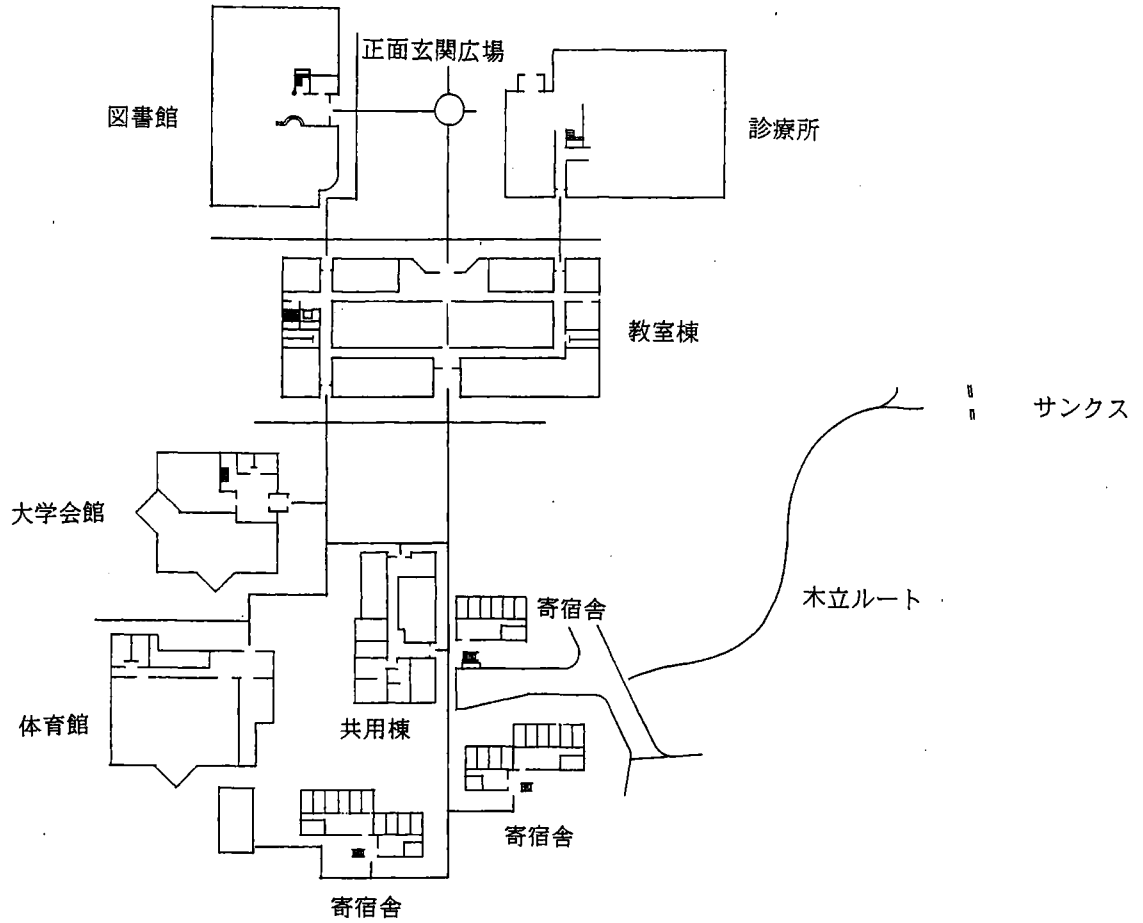 正面玄関広場
図書館
診療所
教室棟
サンクス
大学会館
木立ルート
寄宿舎
体育館
共用棟
寄宿舎
寄宿舎